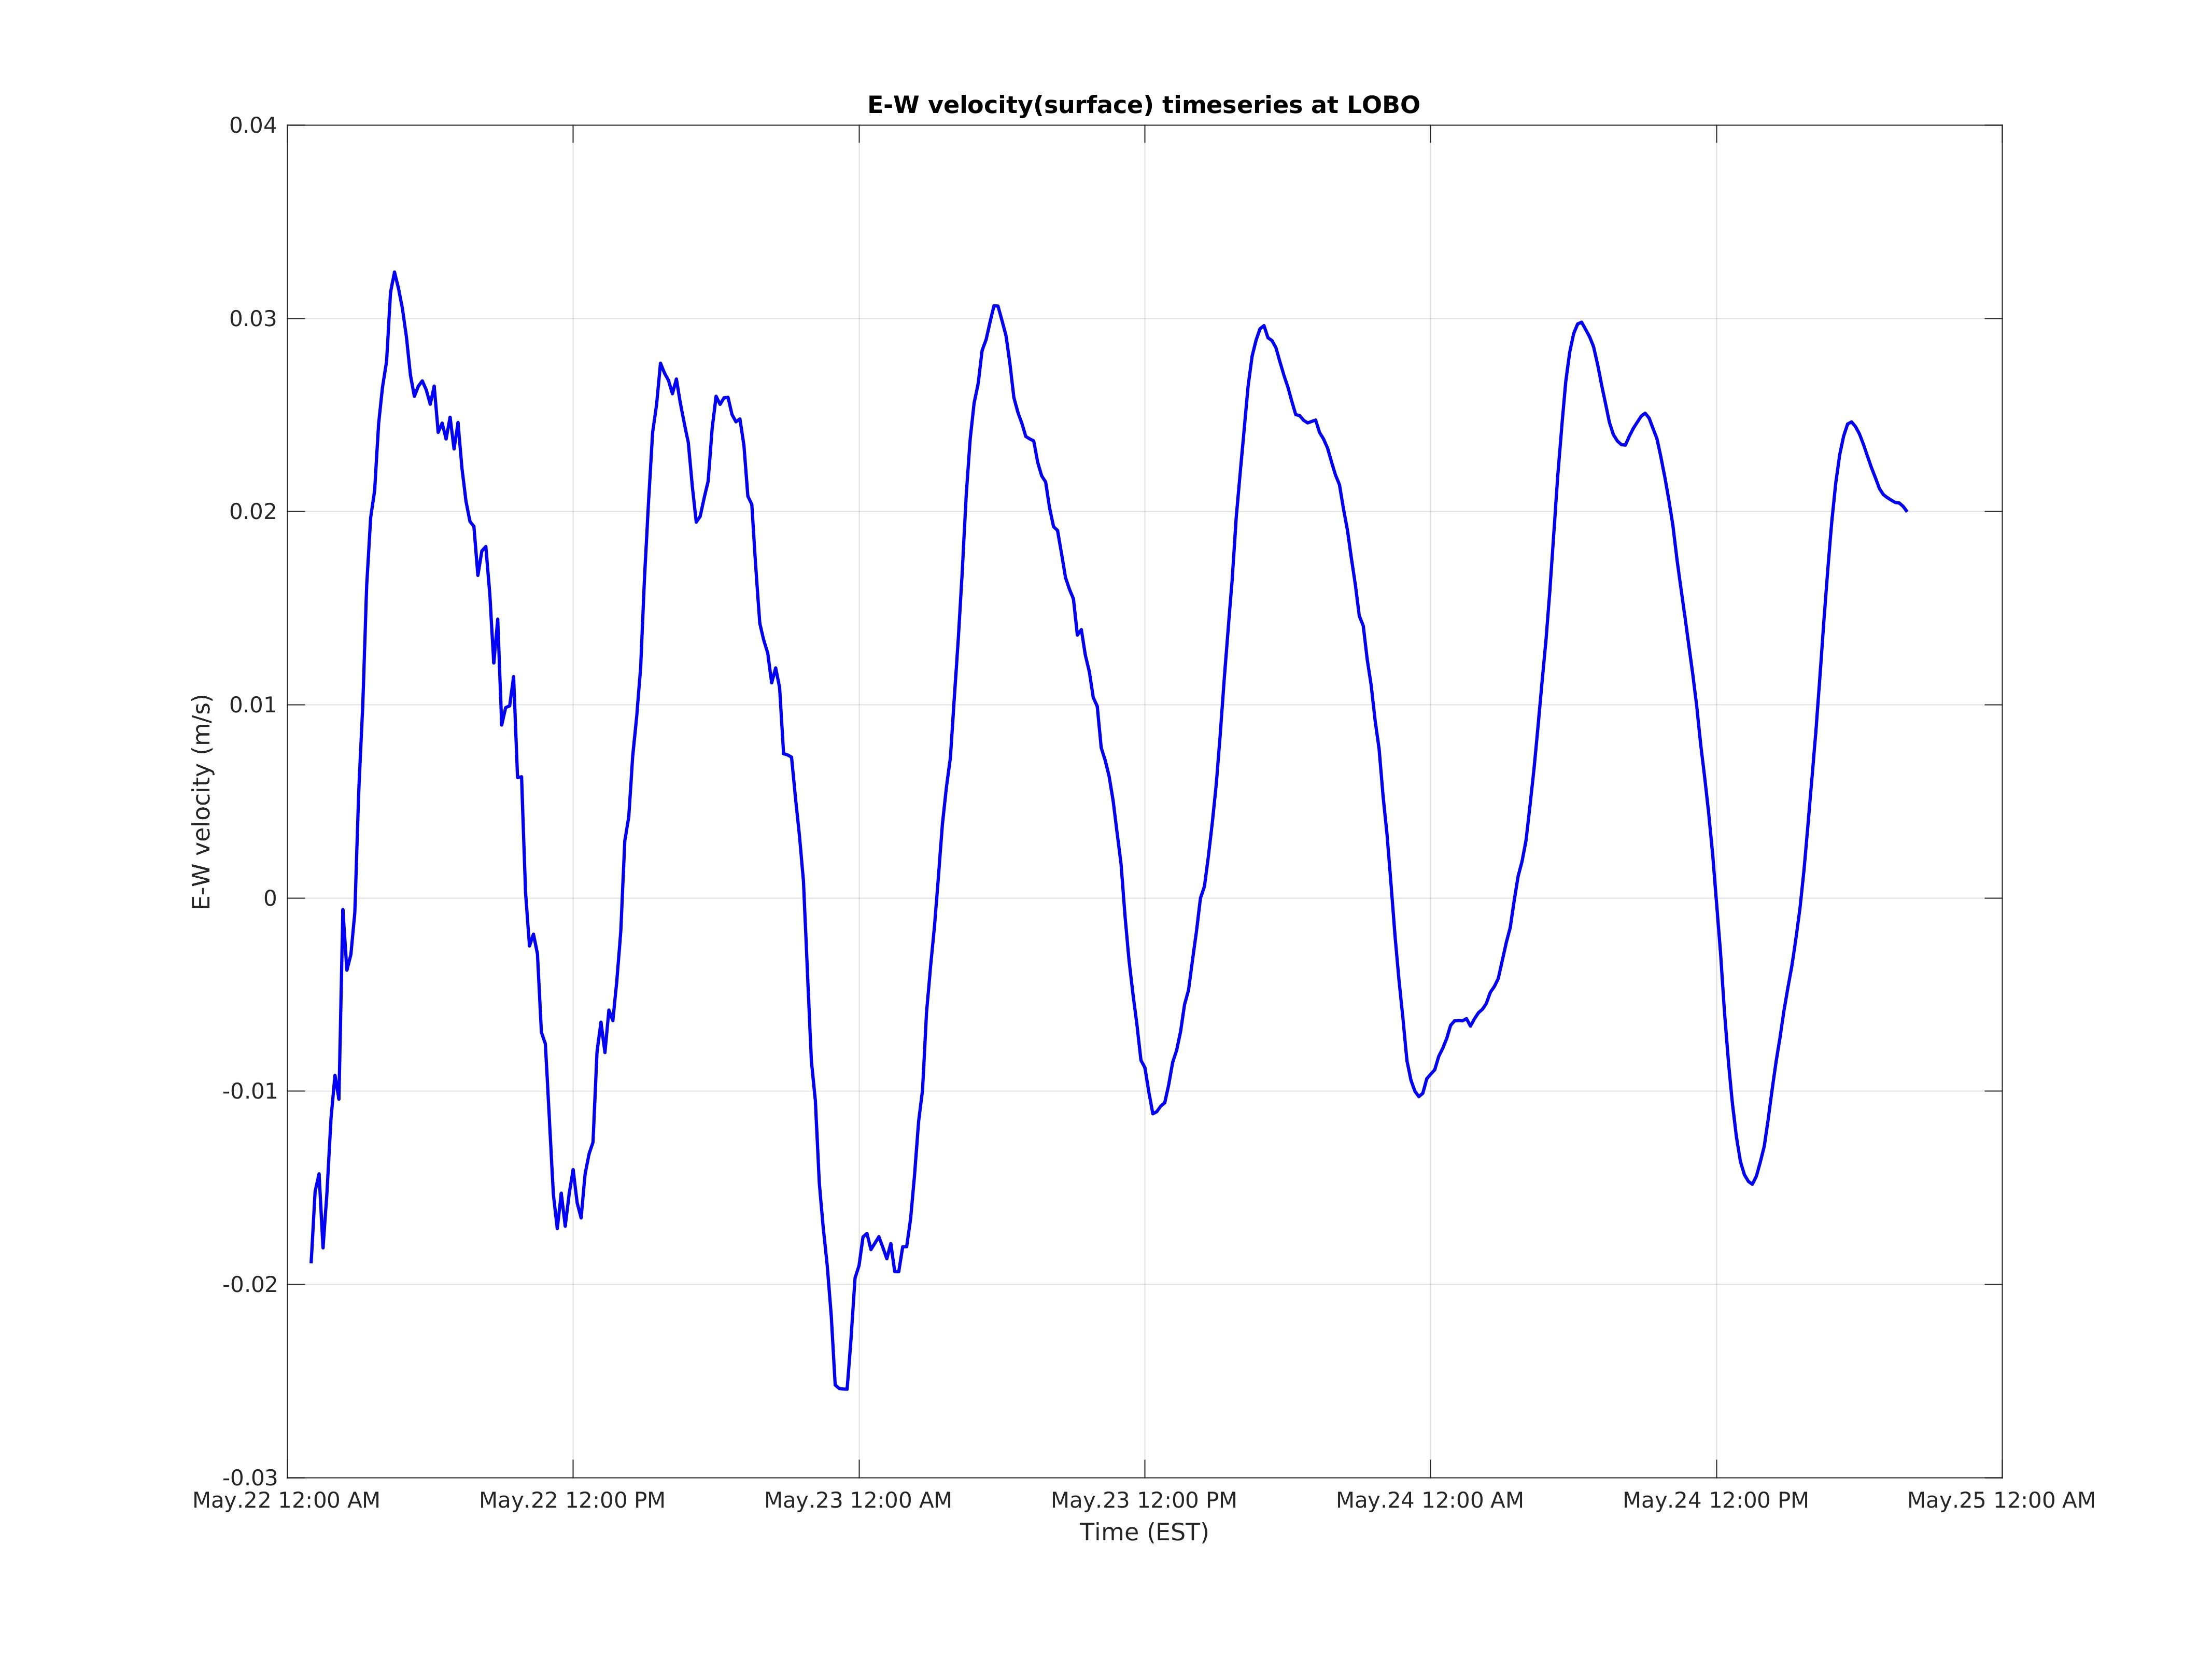 E-W velocity(surface) timeseries at LOBO
0.04
0.03
0.02
0.01
0
-0.01
-0.02
-0.03
E-W velocity (m/s)
May.22 12:00 AM May.22 12:00 PM May.23 12:00 AM May.23 12:00 PM May.24 12:00 AM May.24 12:00 PM May.25 12:00 AM
Time (EST)